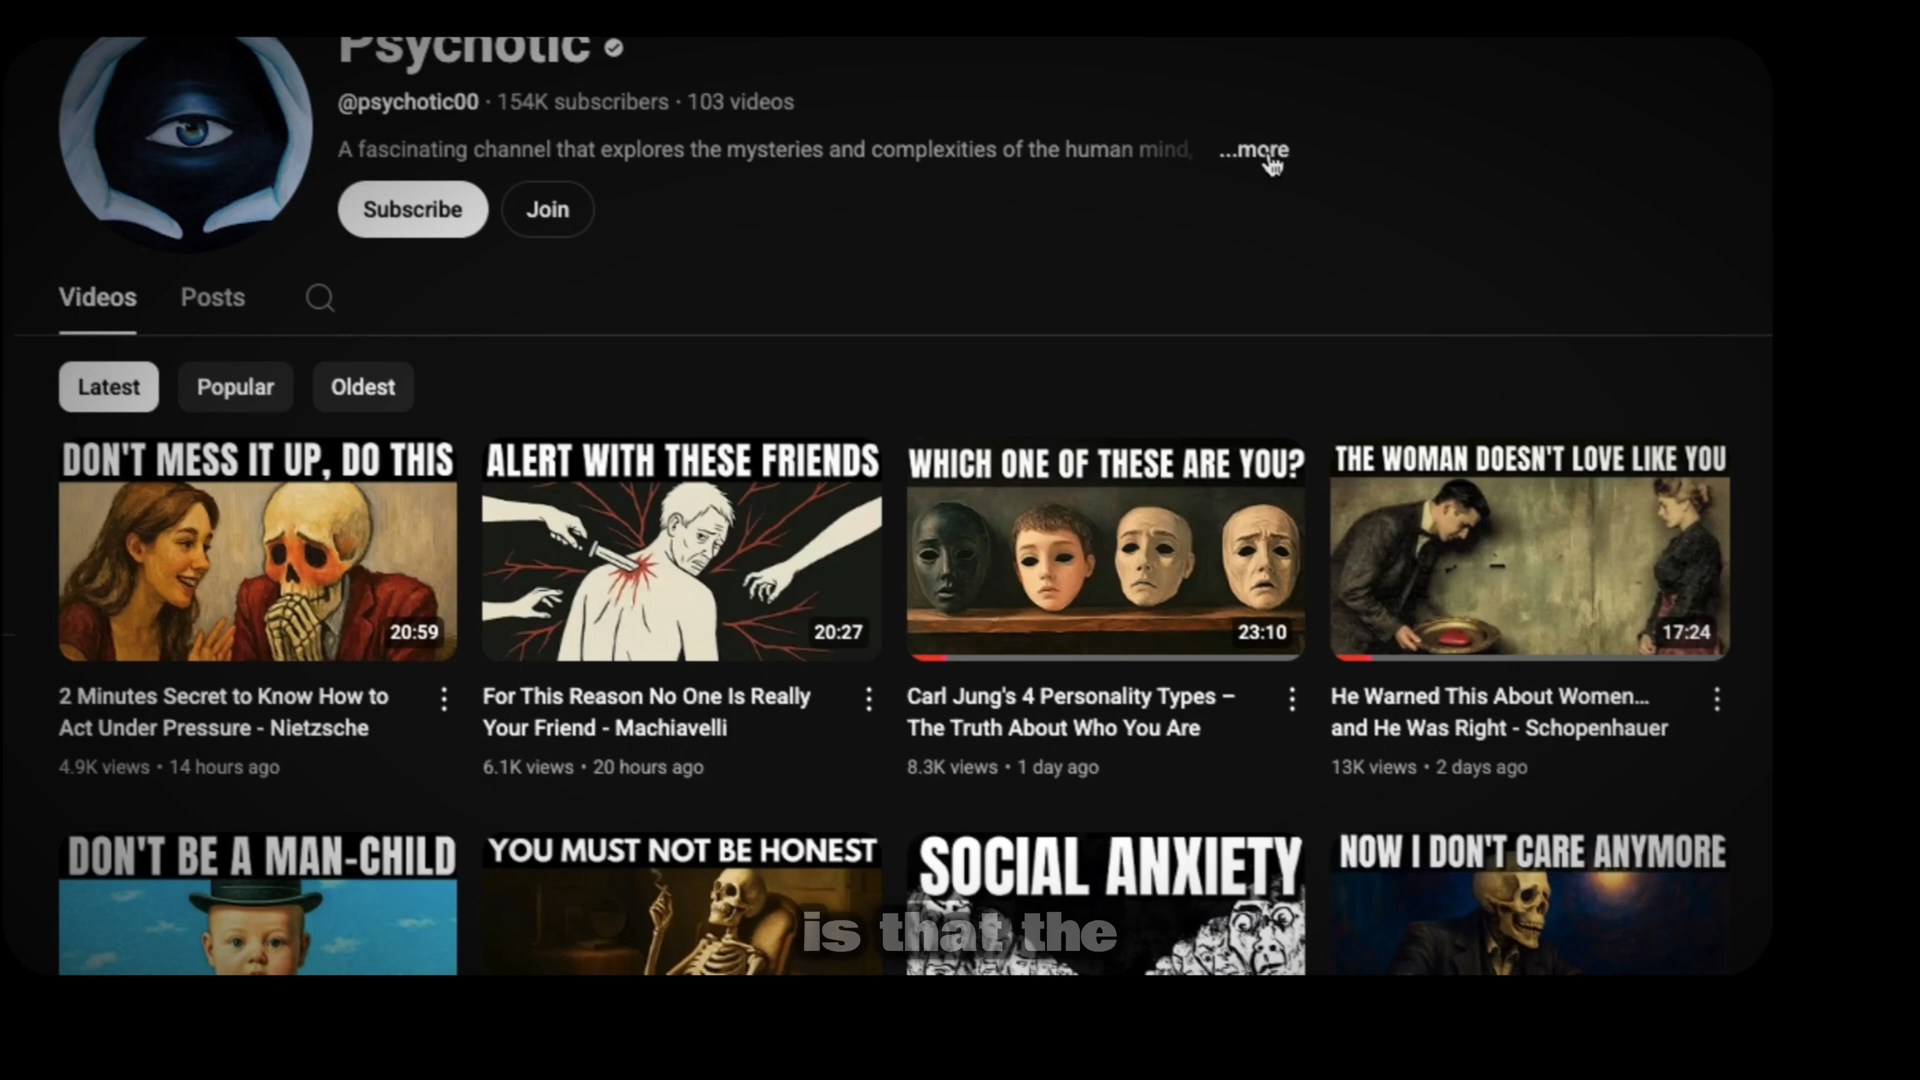 Psychotic
@psychotic00 · 154K subscribers · 103 videos
A fascinating channel that explores the mysteries and complexities of the human mind, ...more
Subscribe Join
Videos Posts
Latest Popular Oldest
DON'T MESS IT UP, DO THIS
20:59
2 Minutes Secret to Know How to
Act Under Pressure - Nietzsche
4.9K views • 14 hours ago
ALERT WITH THESE FRIENDS
20:27
For This Reason No One Is Really
Your Friend - Machiavelli
6.1K views • 20 hours ago
WHICH ONE OF THESE ARE YOU?
23:10
Carl Jung's 4 Personality Types –
The Truth About Who You Are
8.3K views • 1 day ago
THE WOMAN DOESN'T LOVE LIKE YOU
17:24
He Warned This About Women...
and He Was Right - Schopenhauer
13K views • 2 days ago
DON'T BE A MAN-CHILD
YOU MUST NOT BE HONEST
SOCIAL ANXIETY
NOW I DON'T CARE ANYMORE
is that the